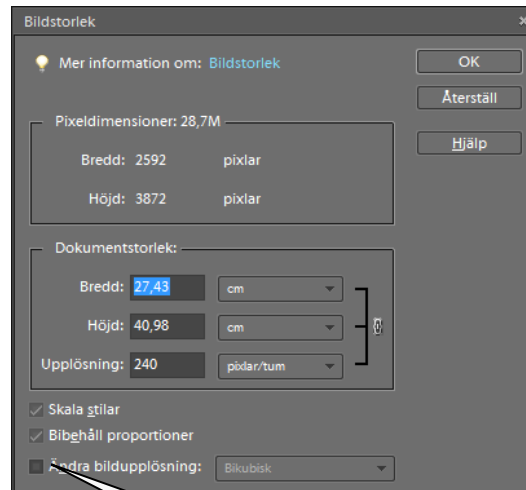 Bildstorlek ×
Mer information om: Bildstorlek
OK
Återställ
Hjälp
Pixeldimensioner: 28,7M
Bredd: 2592 pixlar
Höjd: 3872 pixlar
Dokumentstorlek:
Bredd: 27,43 cm
Höjd: 40,98 cm
Upplösning: 240 pixlar/tum
Skala stilar
Bibehåll proportioner
Ändra bildupplösning: Bikubisk